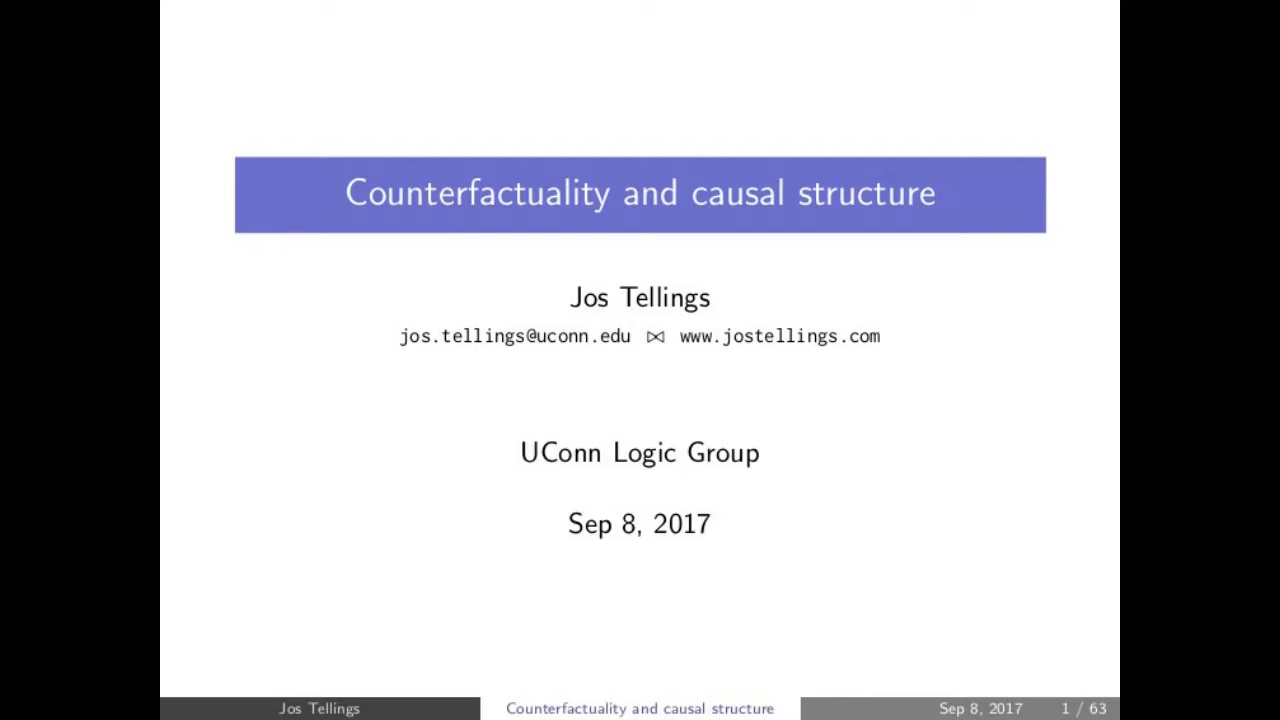 Counterfactuality and causal structure
Jos Tellings
jos.tellings@uconn.edu ⋈ www.jostellings.com
UConn Logic Group
Sep 8, 2017
Jos Tellings Counterfactuality and causal structure Sep 8, 2017 1 / 63